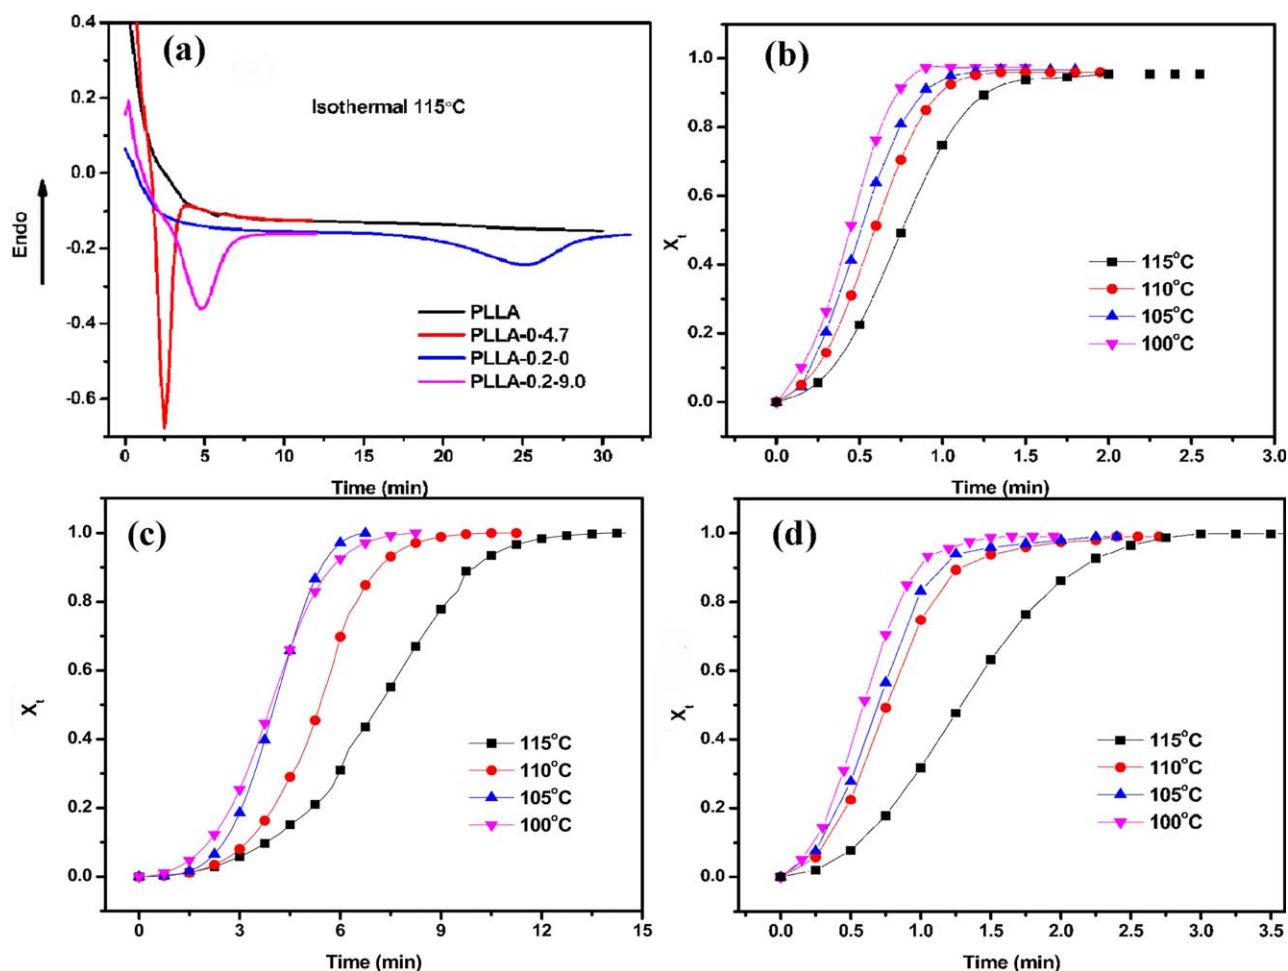 (a)
Isothermal 115°C
Endo
0.4
0.2
0.0
-0.2
-0.4
-0.6
PLLA
PLLA-0-4.7
PLLA-0.2-0
PLLA-0.2-9.0
0 5 10 15 20 25 30
Time (min)
(b)
X_t
1.0
0.8
0.6
0.4
0.2
0.0
115°C
110°C
105°C
100°C
0.0 0.5 1.0 1.5 2.0 2.5 3.0
Time (min)
(c)
X_t
1.0
0.8
0.6
0.4
0.2
0.0
115°C
110°C
105°C
100°C
0 3 6 9 12 15
Time (min)
(d)
X_t
1.0
0.8
0.6
0.4
0.2
0.0
115°C
110°C
105°C
100°C
0.0 0.5 1.0 1.5 2.0 2.5 3.0 3.5
Time (min)